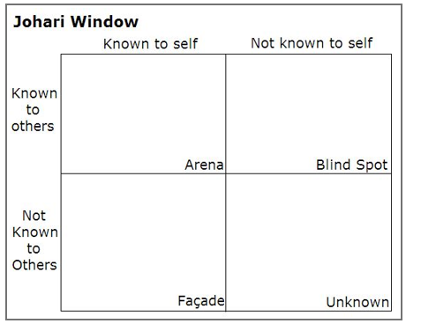 Johari Window
Known to self
Not known to self
Known
to
others
Arena
Blind Spot
Not
Known
to
Others
Façade
Unknown